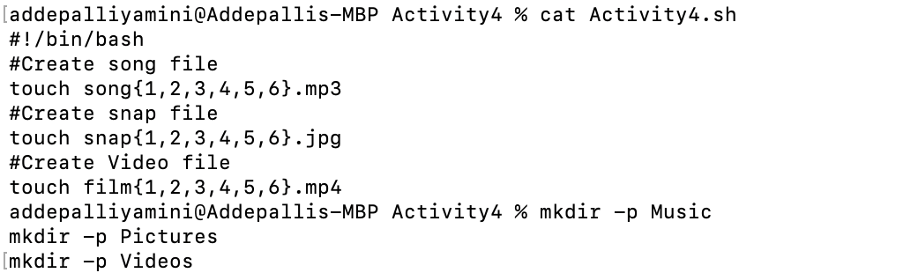 [addepalliyamini@Addepallis-MBP Activity4 % cat Activity4.sh
#!/bin/bash
#Create song file
touch song{1,2,3,4,5,6}.mp3
#Create snap file
touch snap{1,2,3,4,5,6}.jpg
#Create Video file
touch film{1,2,3,4,5,6}.mp4
addepalliyamini@Addepallis-MBP Activity4 % mkdir -p Music
mkdir -p Pictures
[mkdir -p Videos